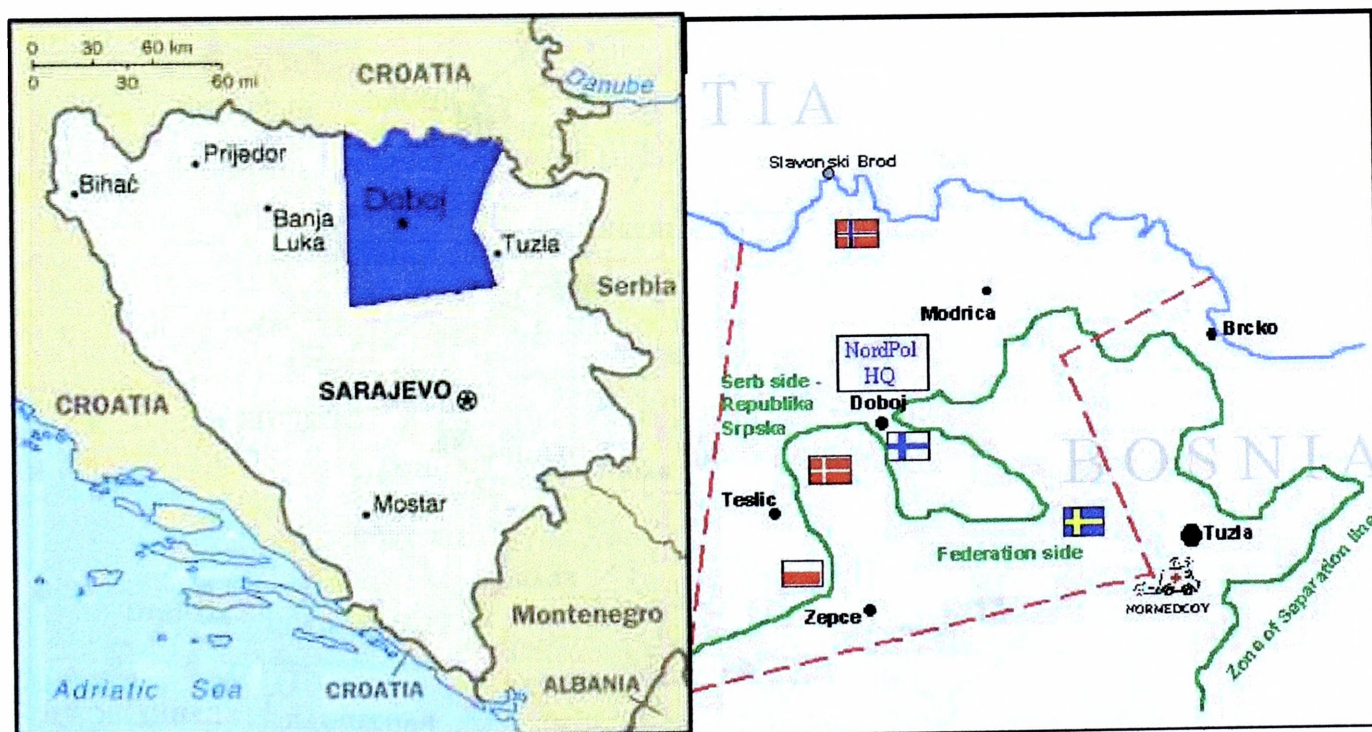 0 30 60 km
0 30 60 mi
CROATIA
Danube
Prijedor
Bihać
Banja
Luka
Doboj
Tuzla
Serbia
SARAJEVO
CROATIA
Mostar
Montenegro
Adriatic Sea
CROATIA
ALBANIA
TIA
Slavonski Brod
Modrica
Brcko
NordPol
HQ
Serb side -
Republika
Srpska
Doboj
BOSNIA
Teslic
Tuzla
Federation side
NORMEDCOY
Zepce
Zone of Separation line